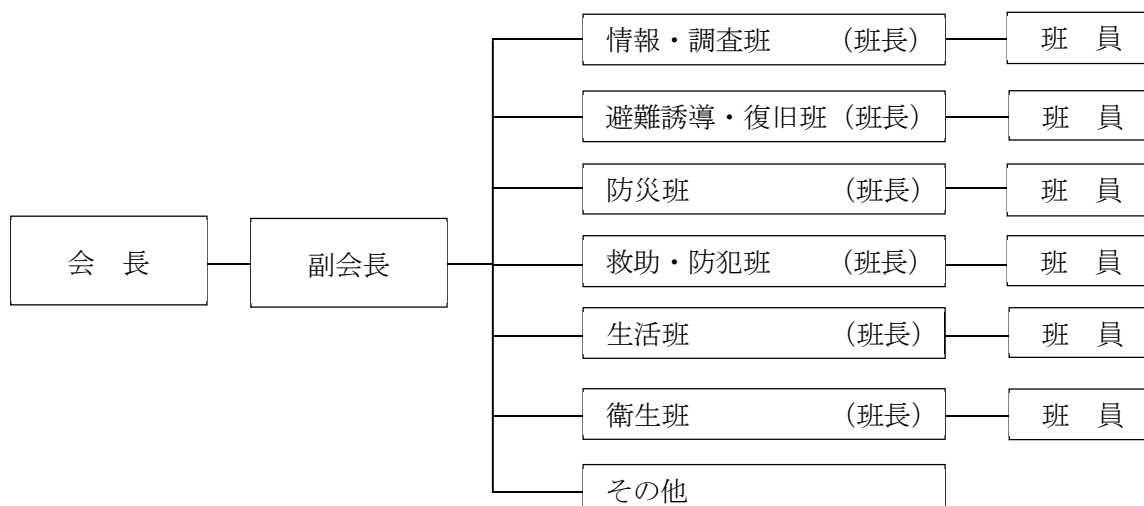 情報・調査班　（班長）　班　員
避難誘導・復旧班（班長）　班　員
防災班　（班長）　班　員
会　長　副会長　救助・防犯班　（班長）　班　員
生活班　（班長）　班　員
衛生班　（班長）　班　員
その他